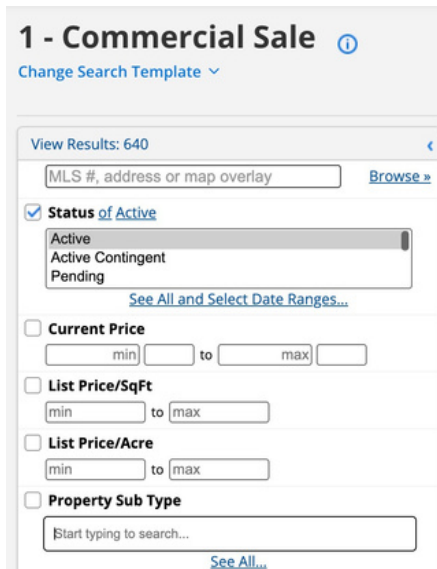 1 - Commercial Sale
Change Search Template
View Results: 640
MLS #, address or map overlay Browse »
Status of Active
Active
Active Contingent
Pending
See All and Select Date Ranges...
Current Price
min to max
List Price/SqFt
min to max
List Price/Acre
min to max
Property Sub Type
Start typing to search...
See All...